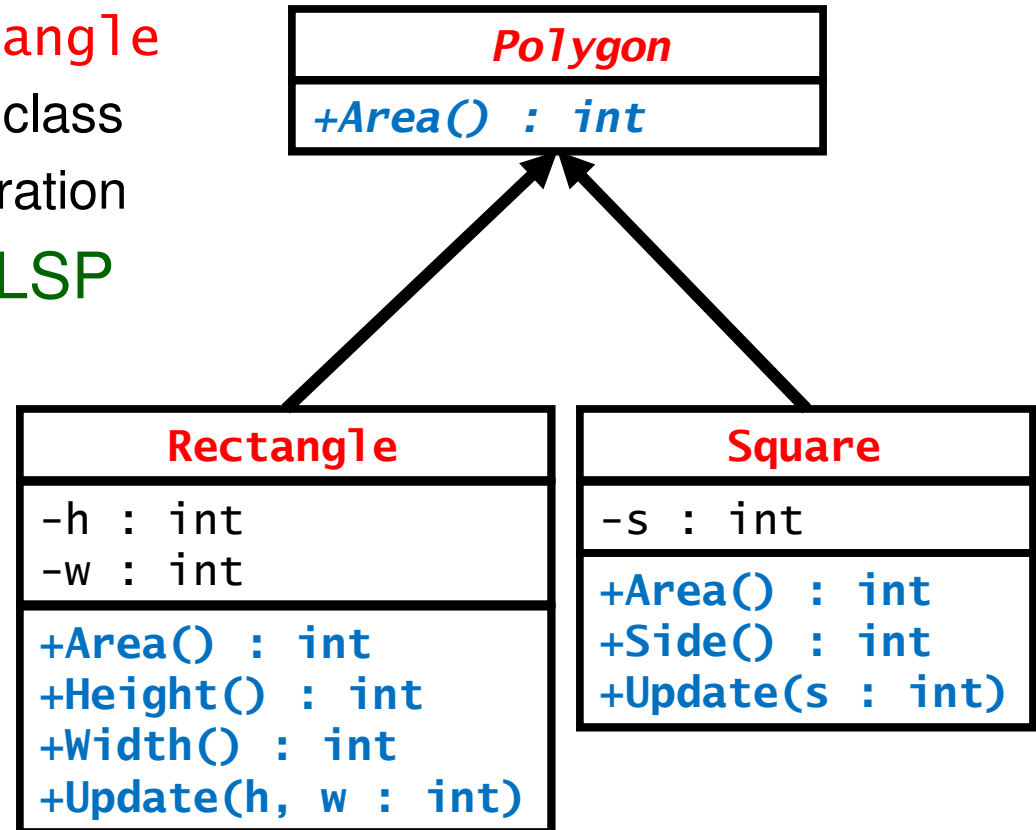 angle
class
ration
LSP
Polygon
+Area() : int
Rectangle
-h : int
-w : int
+Area() : int
+Height() : int
+Width() : int
+Update(h, w : int)
Square
-s : int
+Area() : int
+Side() : int
+Update(s : int)